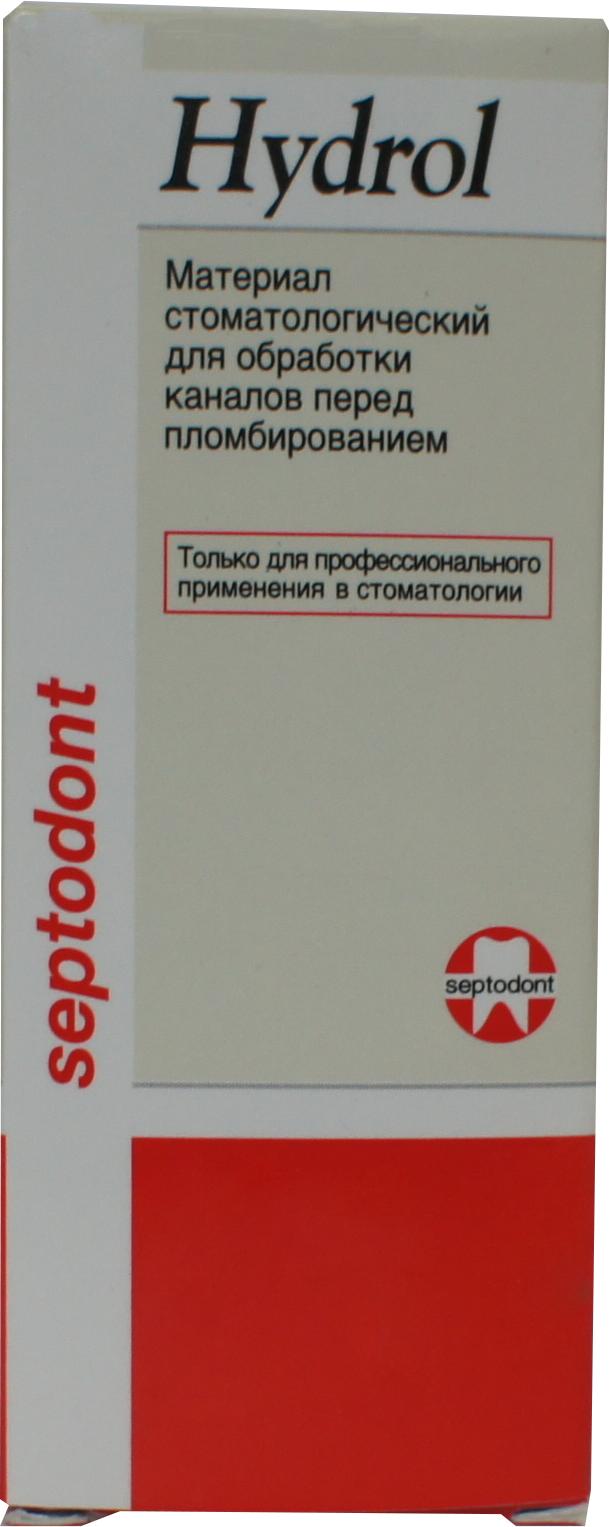 Hydrol
Материал
стоматологический
для обработки
каналов перед
пломбированием
Только для профессионального
применения в стоматологии
septodont
septodont